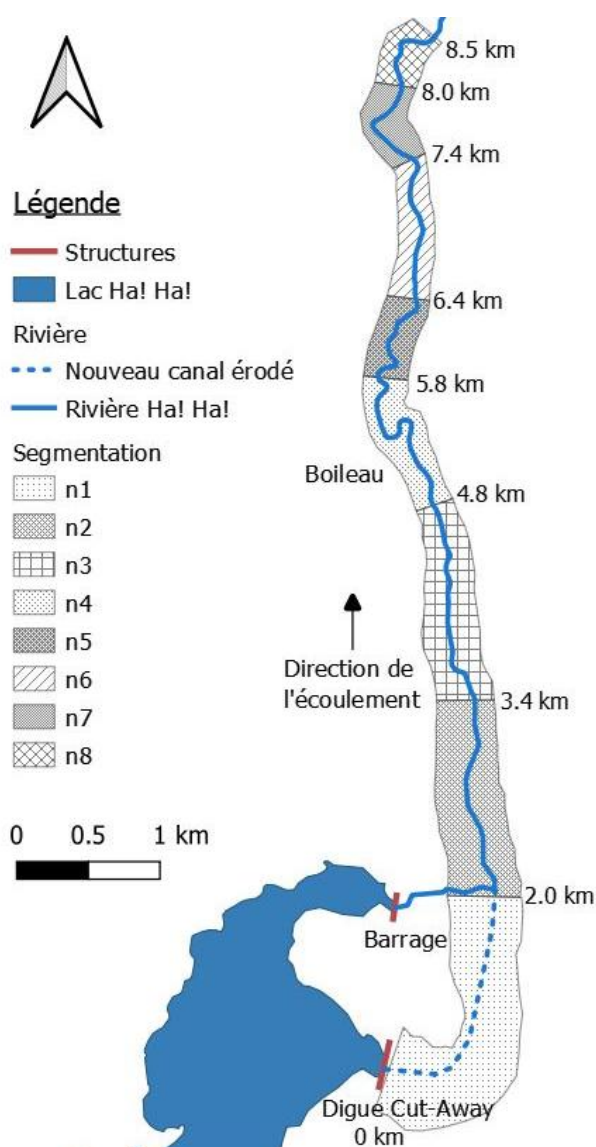 8.5 km
8.0 km
7.4 km
Légende
Structures
Lac Ha! Ha!
Rivière
Nouveau canal érodé
Rivière Ha! Ha!
Segmentation
n1
n2
n3
n4
n5
n6
n7
n8
6.4 km
5.8 km
Boileau
4.8 km
Direction de
l'écoulement
3.4 km
0 0.5 1 km
2.0 km
Barrage
Digue Cut-Away
0 km